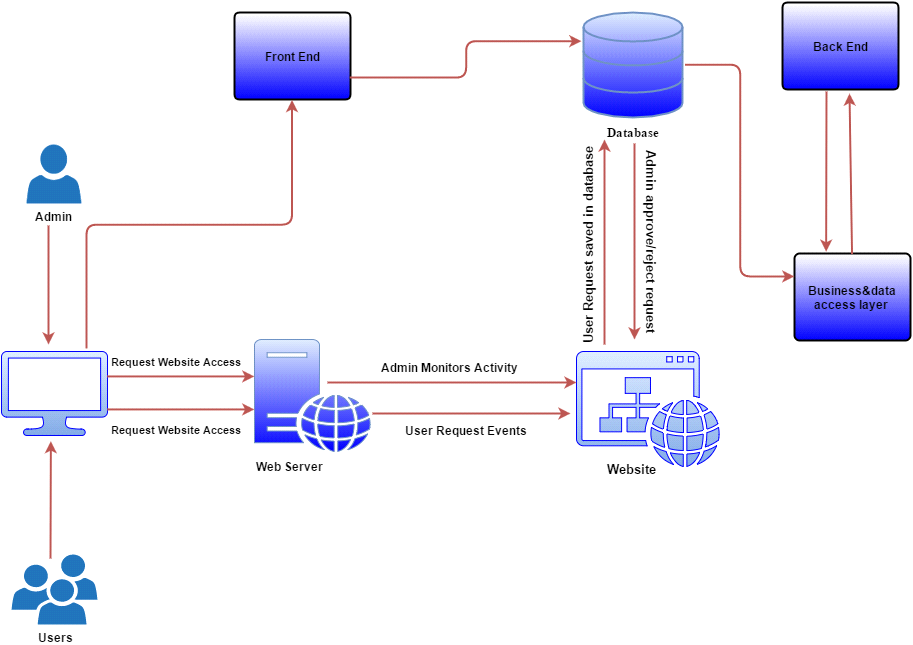 Front End
Back End
Database
Admin
User Request saved in database
Admin approve/reject request
Business&data
access layer
Request Website Access
Admin Monitors Activity
Request Website Access
User Request Events
Web Server
Website
Users